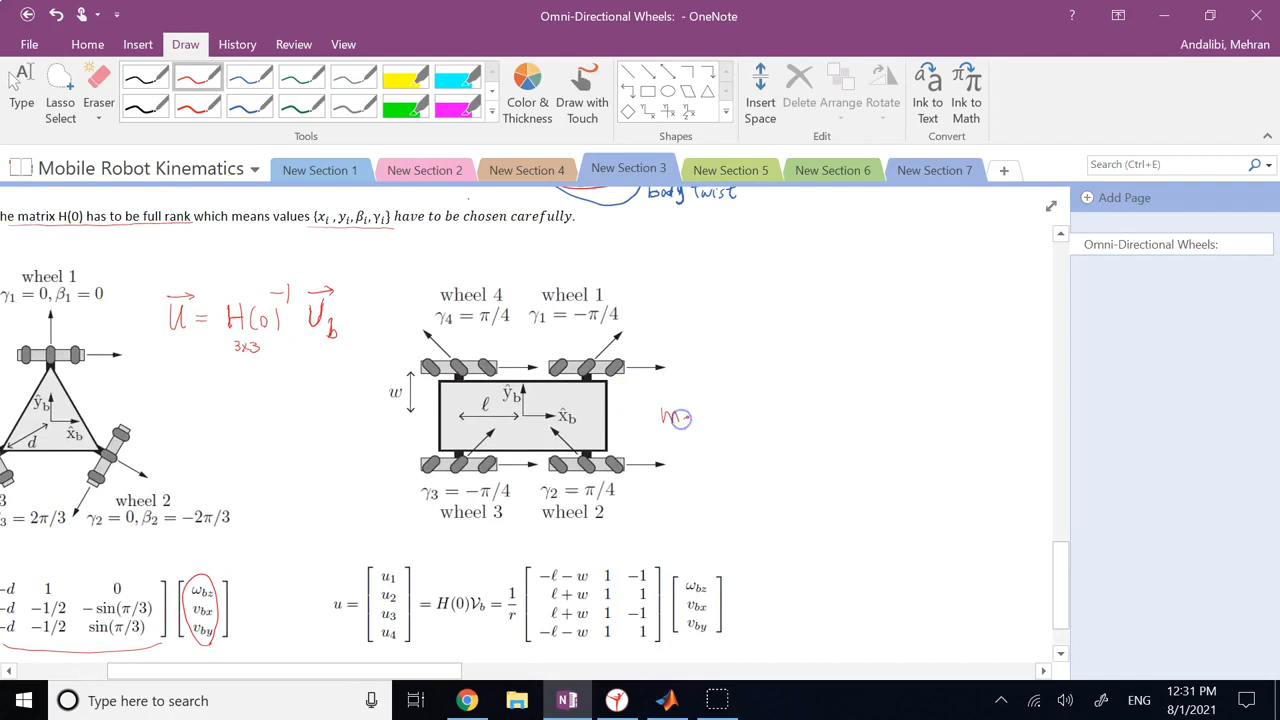 Omni-Directional Wheels: - OneNote
?
File Home Insert Draw History Review View
Andalibi, Mehran
Type
Lasso Select
Eraser
Tools
Color & Thickness
Draw with Touch
Shapes
Insert Space
Delete
Arrange
Rotate
Edit
Ink to Text
Ink to Math
Convert
Mobile Robot Kinematics
New Section 1 New Section 2 New Section 4 New Section 3 New Section 5 New Section 6 New Section 7
Search (Ctrl+E)
Add Page
Omni-Directional Wheels:
body twist
he matrix H(0) has to be full rank which means values {xᵢ , yᵢ, βᵢ, γᵢ} have to be chosen carefully.
wheel 1
γ₁ = 0, β₁ = 0
ŷb
x̂b
d
wheel 2
γ₂ = 0, β₂ = −2π/3
3
3 = 2π/3
U = H(0)⁻¹ Ub
3x3
wheel 4 wheel 1
γ₄ = π/4 γ₁ = −π/4
w
ŷb
ℓ
x̂b
γ₃ = −π/4 γ₂ = π/4
wheel 3 wheel 2
m
−d 1 0
−d −1/2 − sin(π/3)
−d −1/2 sin(π/3)
ωbz
vbx
vby
u = [u₁ u₂ u₃ u₄] = H(0)Vb = 1/r
−ℓ − w 1 −1
ℓ + w 1 1
ℓ + w 1 −1
−ℓ − w 1 1
ωbz
vbx
vby
Type here to search
ENG
12:31 PM
8/1/2021